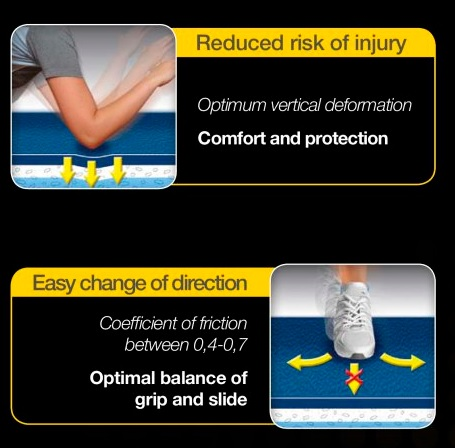 Reduced risk of injury
Optimum vertical deformation
Comfort and protection
Easy change of direction
Coefficient of friction
between 0,4-0,7
Optimal balance of
grip and slide